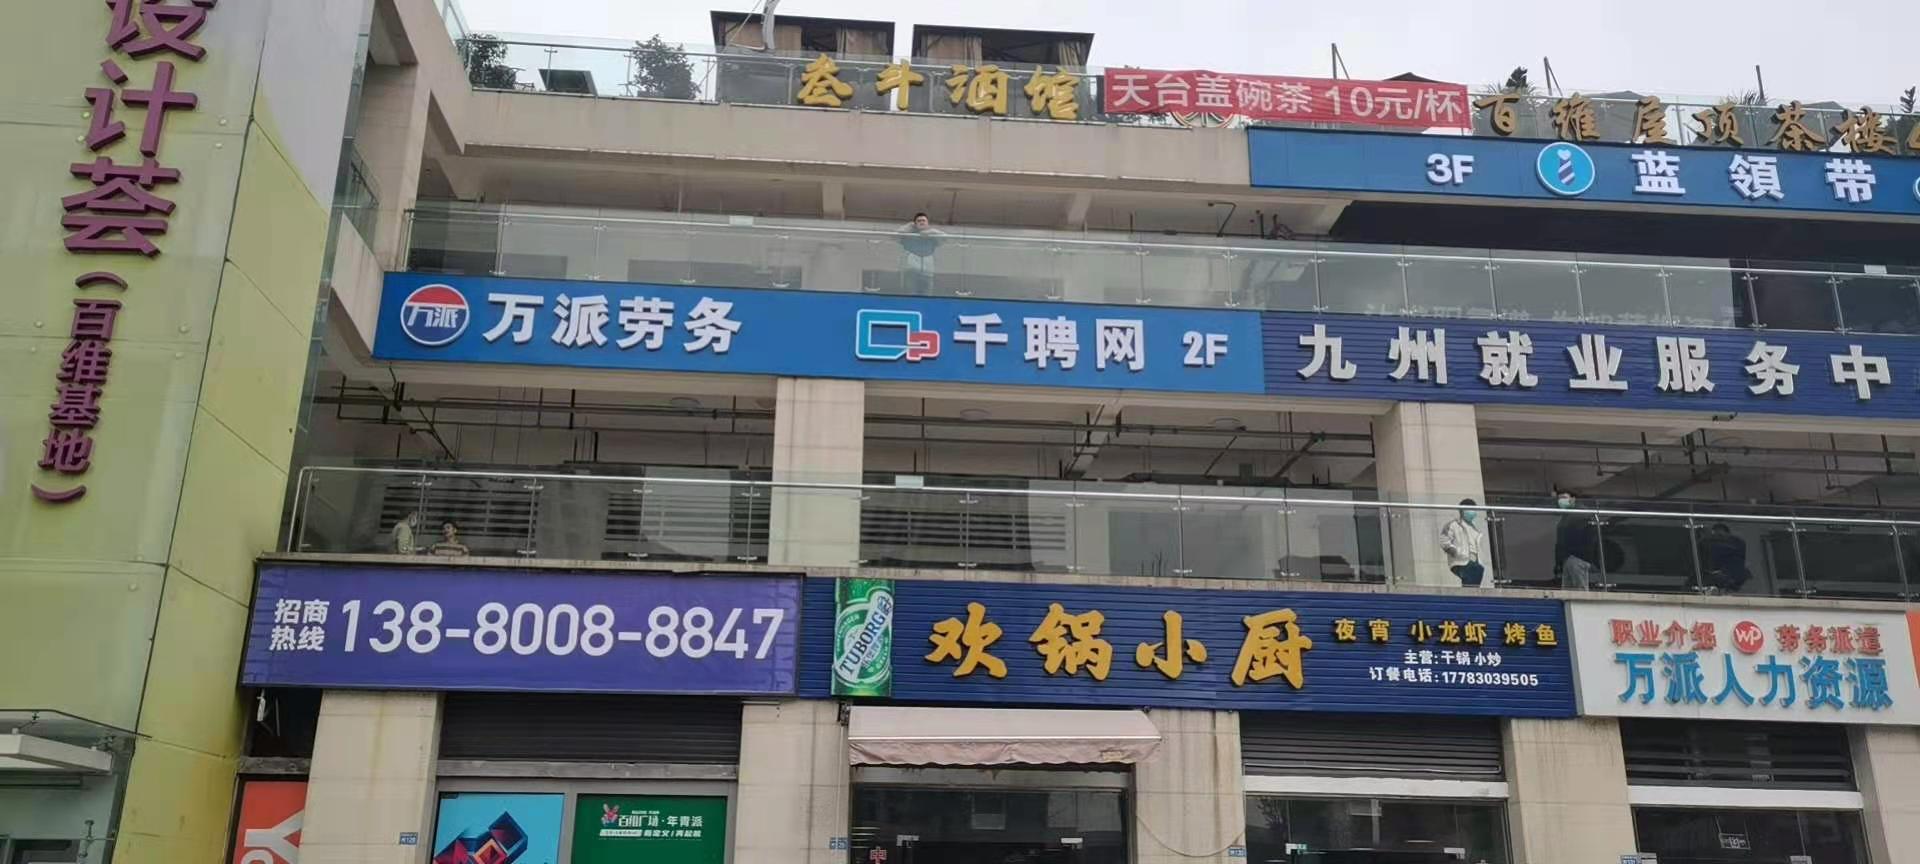 设计荟
(百维基地)
叁斗酒馆
天台盖碗茶 10元/杯
百维屋顶茶楼
3F 蓝領带
万派
万派劳务
千聘网 2F
九州就业服务中
招商热线 138-8008-8847
TUBORG
欢锅小厨
夜宵 小龙虾 烤鱼
主营:干锅 小炒
订餐电话:17783039505
职业介绍 WP 劳务派遣
万派人力资源
百维广场·年青派